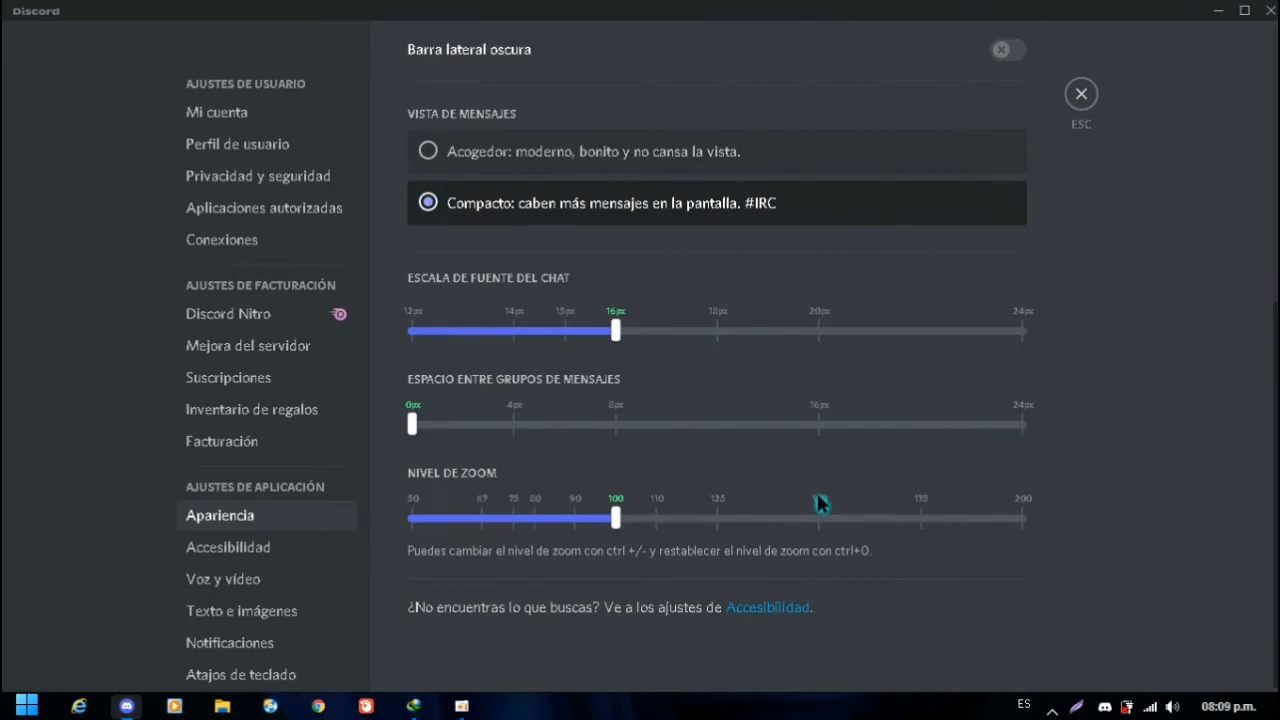 Discord
AJUSTES DE USUARIO
Mi cuenta
Perfil de usuario
Privacidad y seguridad
Aplicaciones autorizadas
Conexiones
AJUSTES DE FACTURACIÓN
Discord Nitro
Mejora del servidor
Suscripciones
Inventario de regalos
Facturación
AJUSTES DE APLICACIÓN
Apariencia
Accesibilidad
Voz y vídeo
Texto e imágenes
Notificaciones
Atajos de teclado
Barra lateral oscura
ESC
VISTA DE MENSAJES
Acogedor: moderno, bonito y no cansa la vista.
Compacto: caben más mensajes en la pantalla. #IRC
ESCALA DE FUENTE DEL CHAT
12px 14px 15px 16px 18px 20px 24px
ESPACIO ENTRE GRUPOS DE MENSAJES
0px 4px 8px 16px 24px
NIVEL DE ZOOM
50 67 75 80 90 100 110 125 175 200
Puedes cambiar el nivel de zoom con ctrl +/- y restablecer el nivel de zoom con ctrl+0.
¿No encuentras lo que buscas? Ve a los ajustes de Accesibilidad.
ES
08:09 p.m.